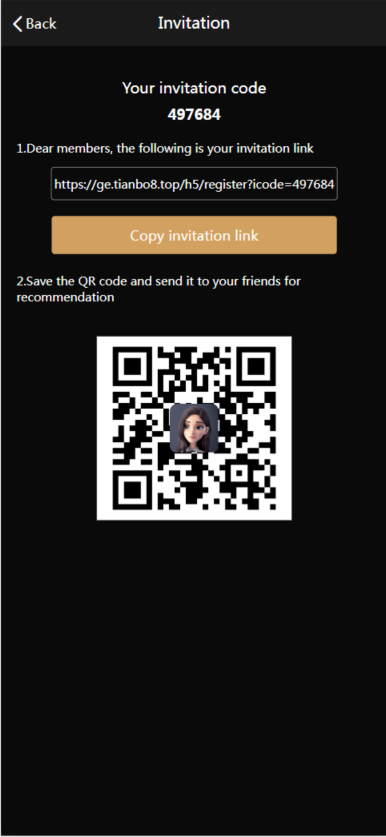 Back
Invitation
Your invitation code
497684
1.Dear members, the following is your invitation link
https://ge.tianbo8.top/h5/register?icode=497684
Copy invitation link
2.Save the QR code and send it to your friends for
recommendation